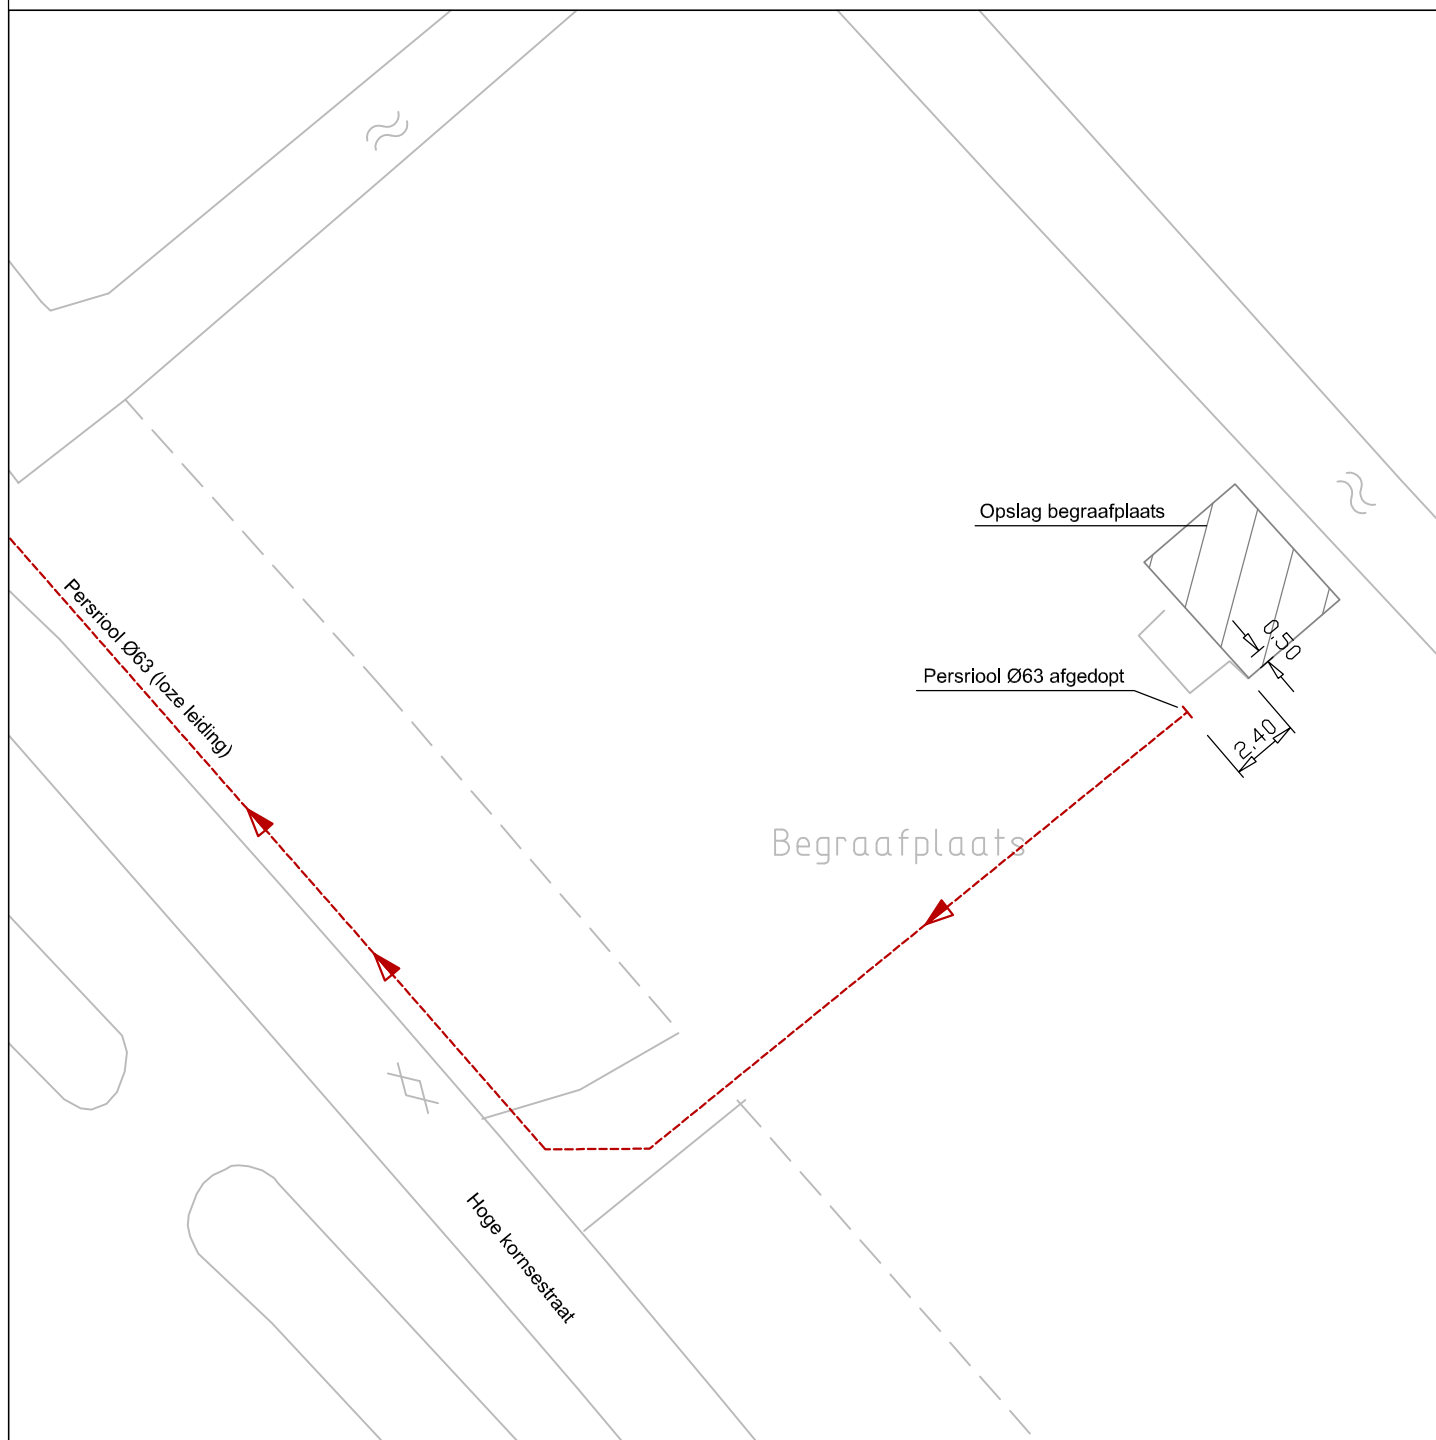 Opslag begraafplaats
Persriool Ø63 (loze leiding)
0.50
Persriool Ø63 afgedopt
2.40
Begraafplaats
Hoge kornsestraat